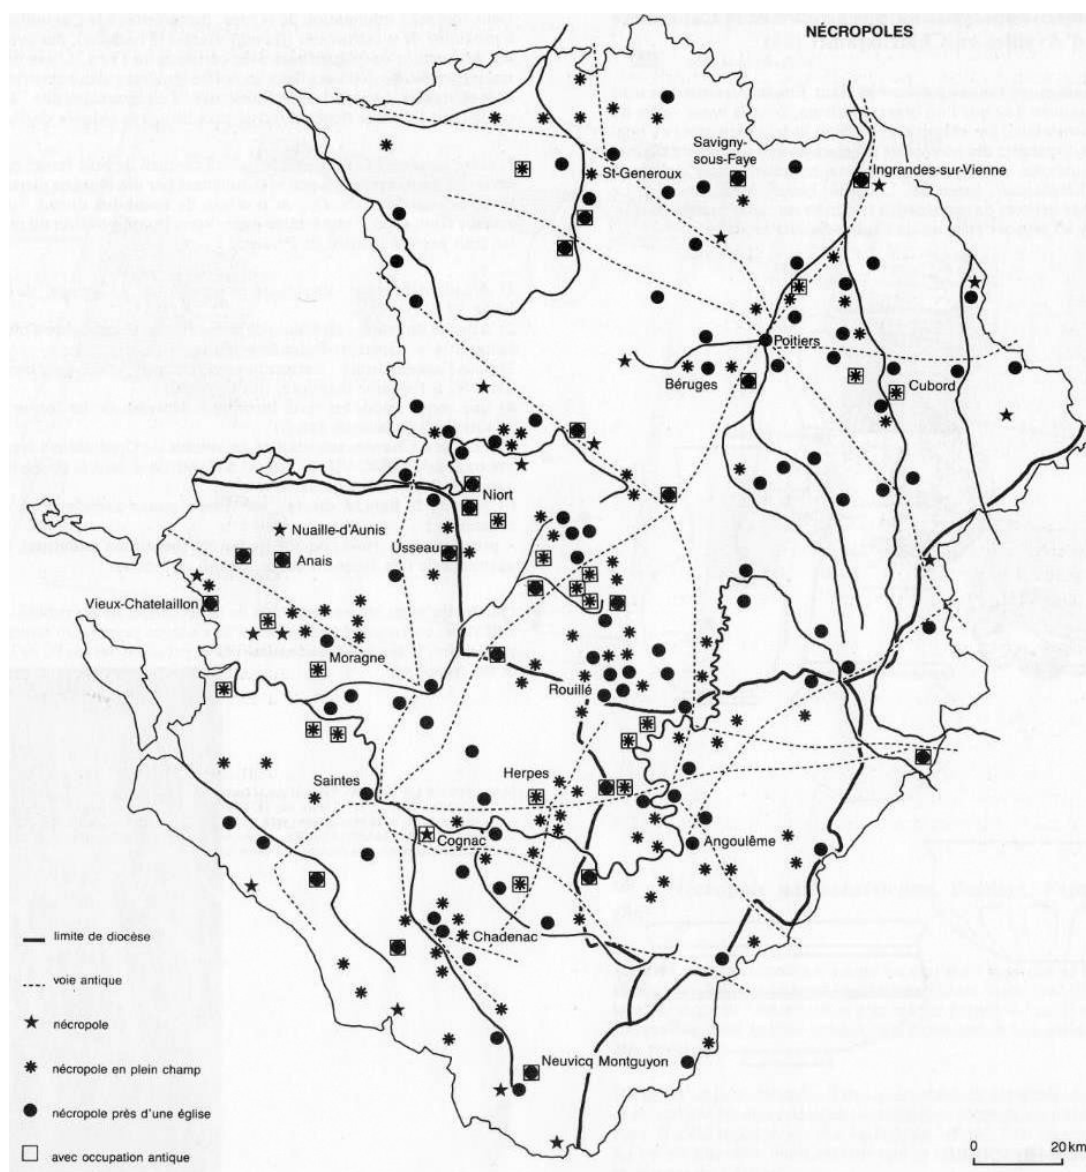 NÉCROPOLES
Savigny-
sous-Faye
St-Generoux
Ingrandes-sur-Vienne
Poitiers
Béruges
Cubord
Niort
Nuaille-d'Aunis
Usseau
Anais
Vieux-Chatelaillon
Moragne
Rouillé
Herpes
Saintes
Cognac
Angoulême
Chadenac
Neuvicq Montguyon
limite de diocèse
voie antique
nécropole
nécropole en plein champ
nécropole près d'une église
avec occupation antique
0 20km